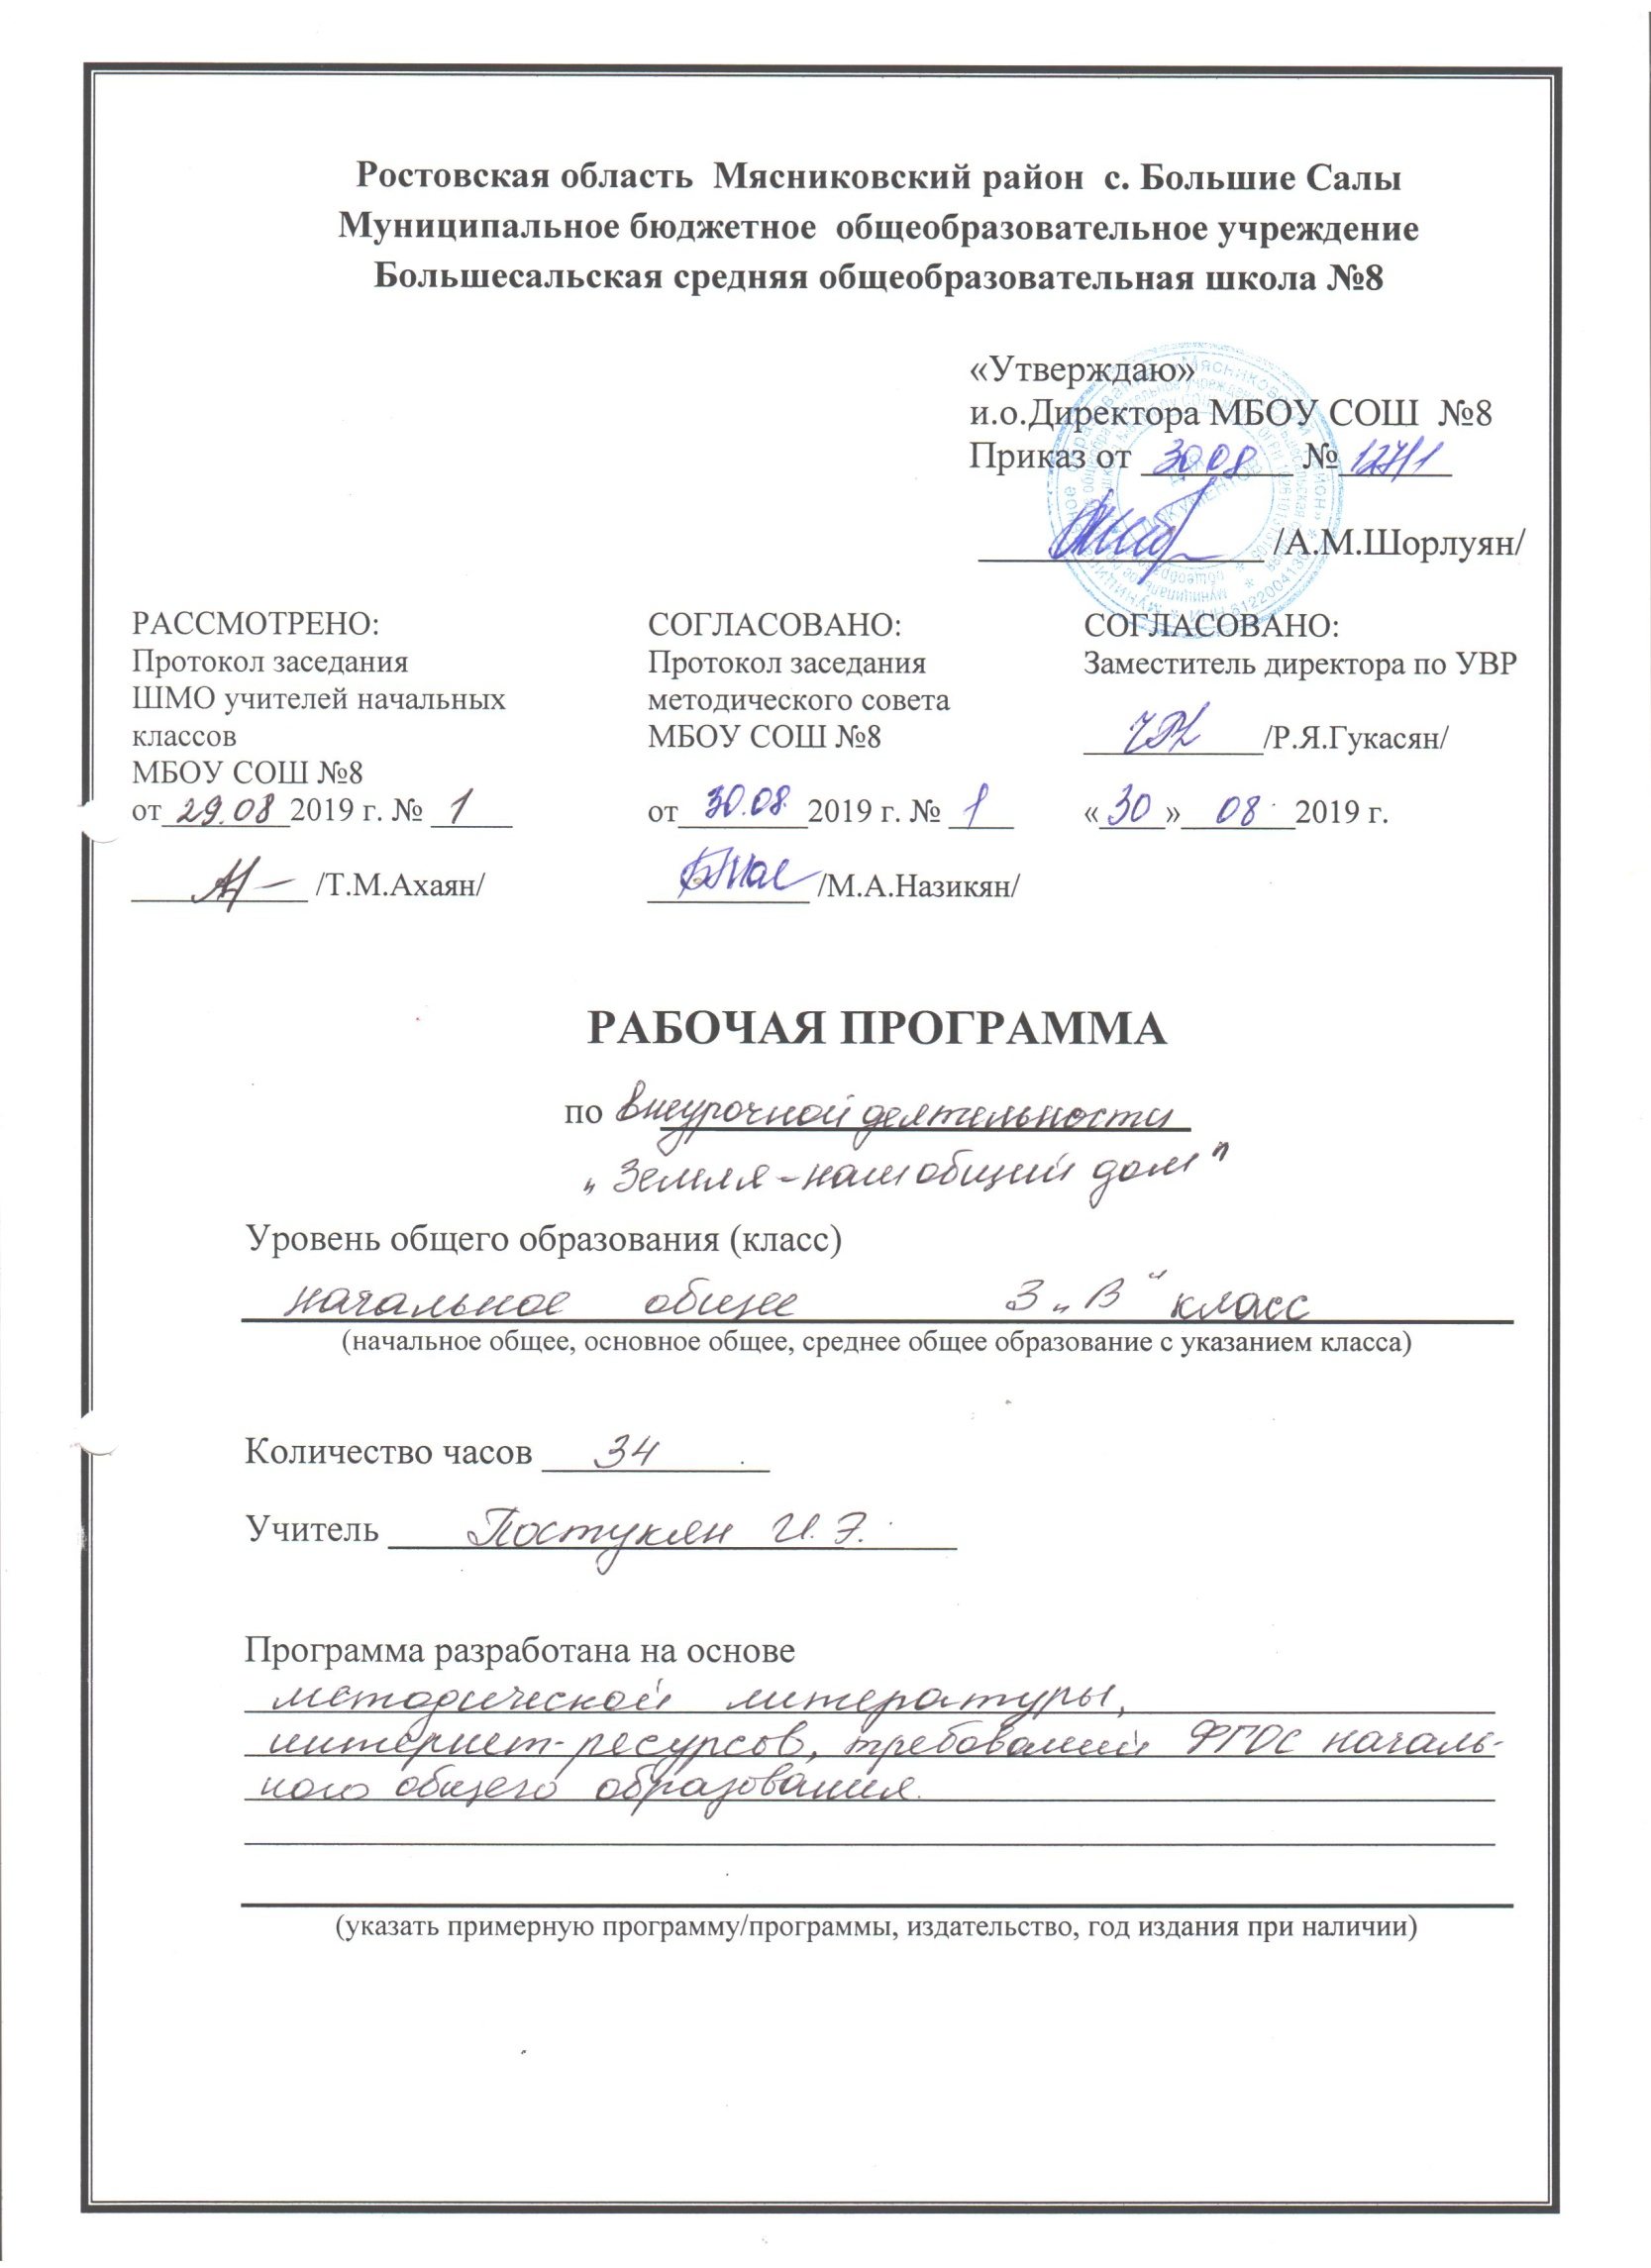 Ростовская область Мясниковский район с. Большие Салы
Муниципальное бюджетное общеобразовательное учреждение
Большесальская средняя общеобразовательная школа №8
«Утверждаю»
и.о.Директора МБОУ СОШ №8
Приказ от 30.08 № 127/1
/А.М.Шорлуян/
РАССМОТРЕНО:
Протокол заседания
ШМО учителей начальных
классов
МБОУ СОШ №8
от 29.08 2019 г. № 1
/Т.М.Ахаян/
СОГЛАСОВАНО:
Протокол заседания
методического совета
МБОУ СОШ №8
от 30.08. 2019 г. № 1
/М.А.Назикян/
СОГЛАСОВАНО:
Заместитель директора по УВР
/Р.Я.Гукасян/
«30» 08 2019 г.
РАБОЧАЯ ПРОГРАММА
по внеурочной деятельности
„Земля - наш общий дом"
Уровень общего образования (класс)
начальное общее 3 „В" класс
(начальное общее, основное общее, среднее общее образование с указанием класса)
Количество часов 34
Учитель Постукян И. Э.
Программа разработана на основе
методической литературы,
интернет-ресурсов, требований ФГОС началь-
ного общего образования.
(указать примерную программу/программы, издательство, год издания при наличии)